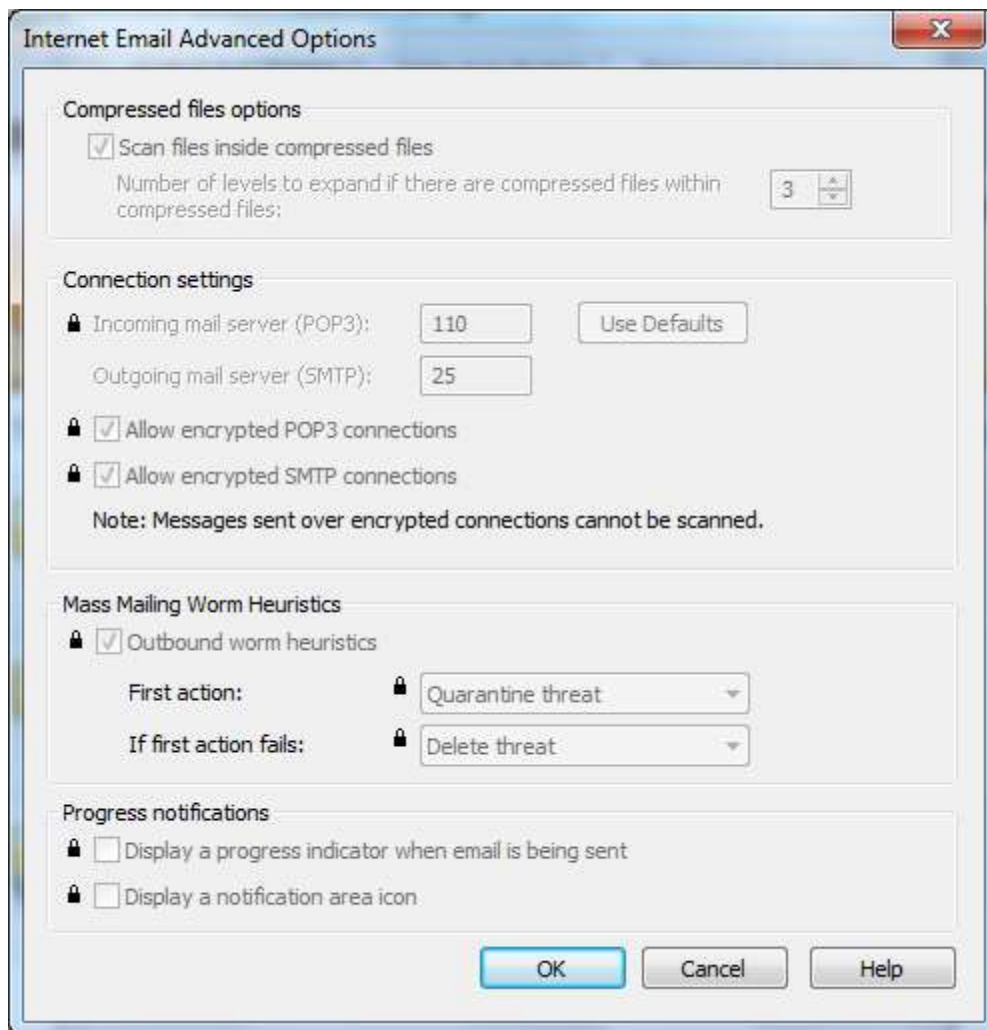 Internet Email Advanced Options
Compressed files options
Scan files inside compressed files
Number of levels to expand if there are compressed files within
compressed files:
3
Connection settings
Incoming mail server (POP3):
110
Use Defaults
Outgoing mail server (SMTP):
25
Allow encrypted POP3 connections
Allow encrypted SMTP connections
Note: Messages sent over encrypted connections cannot be scanned.
Mass Mailing Worm Heuristics
Outbound worm heuristics
First action:
Quarantine threat
If first action fails:
Delete threat
Progress notifications
Display a progress indicator when email is being sent
Display a notification area icon
OK
Cancel
Help